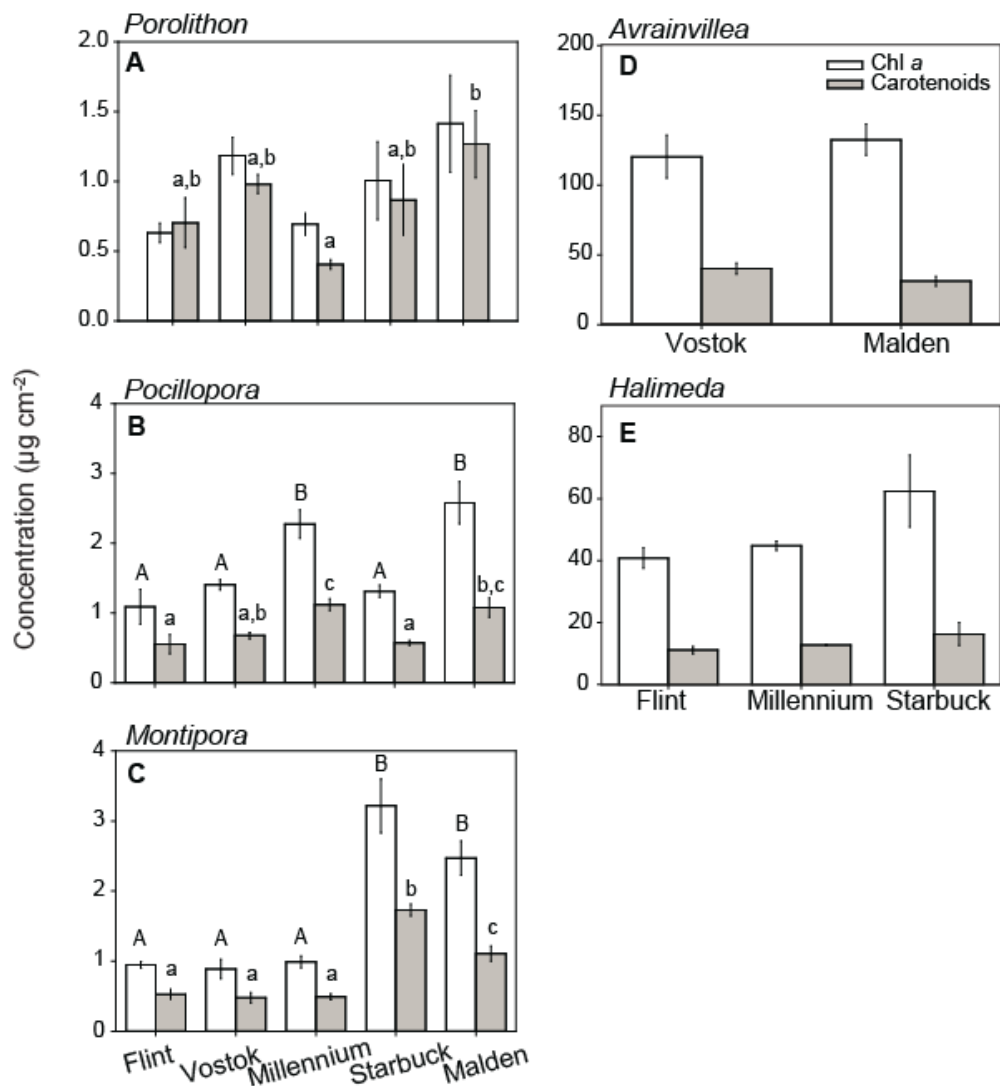 Concentration (µg cm⁻²)
Porolithon
A
2.0
1.5
1.0
0.5
0.0
a,b
a,b
a
a,b
b
Pocillopora
B
4
3
2
1
0
A
a
A
a,b
B
c
A
a
B
b,c
Montipora
C
4
3
2
1
0
A
a
A
a
A
a
B
b
B
c
Flint Vostok Millennium Starbuck Malden
Avrainvillea
D
Chl a
Carotenoids
200
150
100
50
0
Vostok Malden
Halimeda
E
80
60
40
20
0
Flint Millennium Starbuck